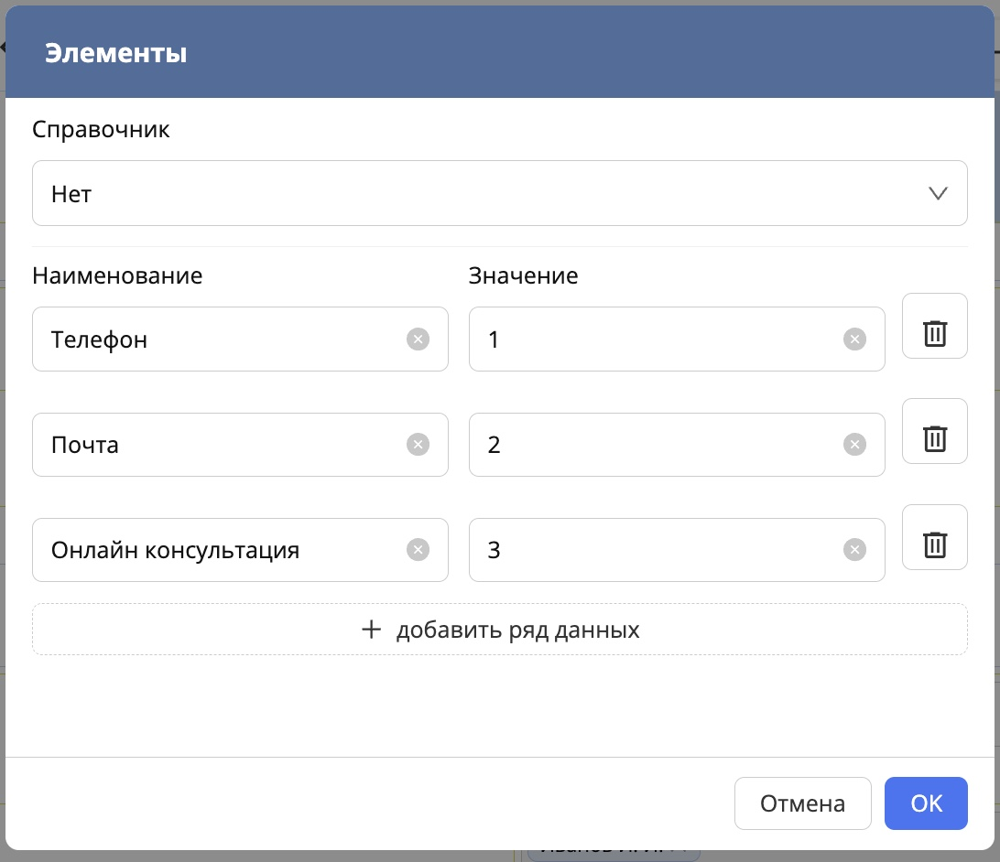 Элементы
Справочник
Нет
Наименование Значение
Телефон 1
Почта 2
Онлайн консультация 3
+ добавить ряд данных
Отмена OK